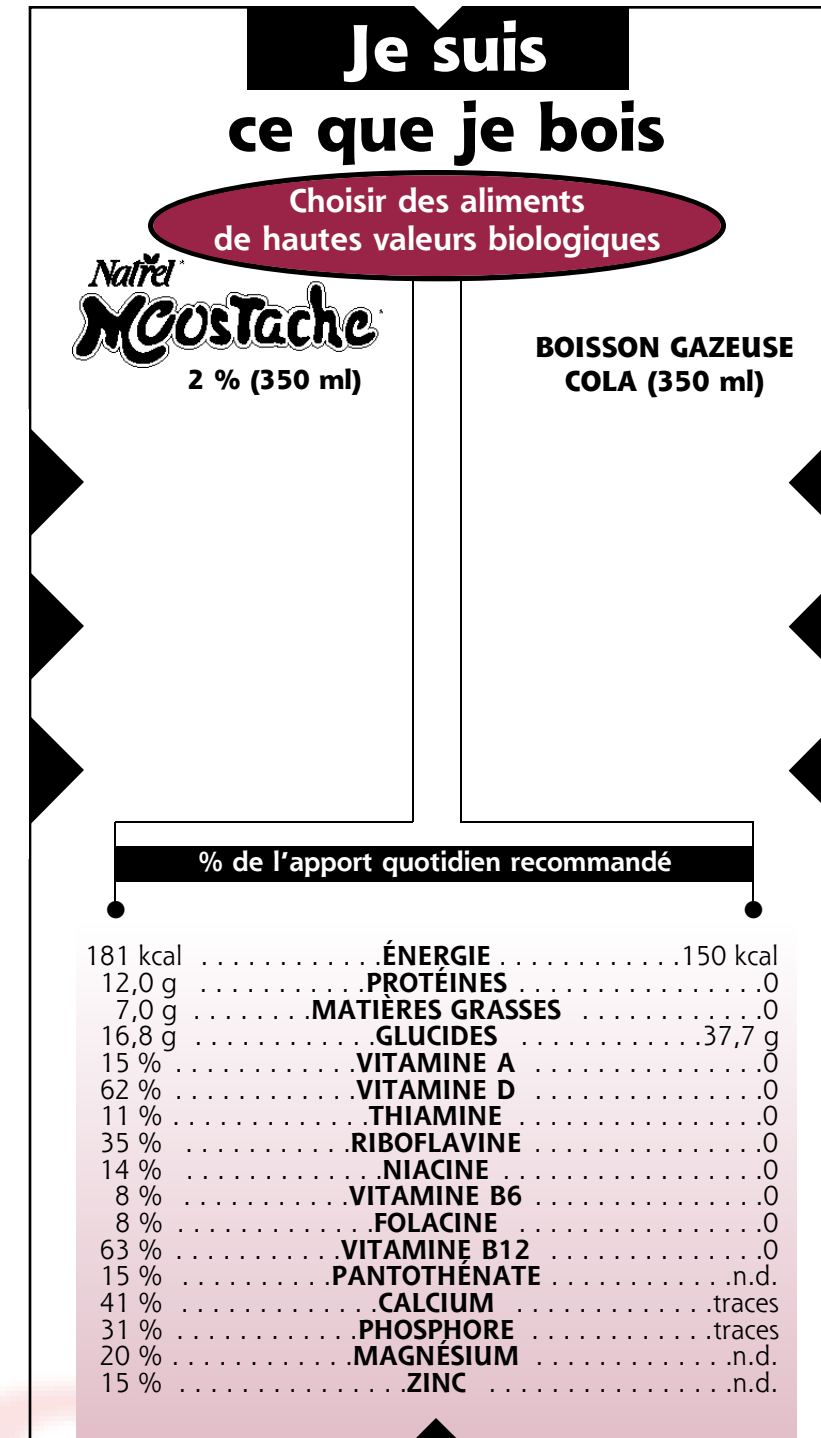 Je suis
ce que je bois
Choisir des aliments
de hautes valeurs biologiques
Natrel*
Moustache*
2 % (350 ml)
BOISSON GAZEUSE
COLA (350 ml)
% de l'apport quotidien recommandé
181 kcal . . . . . . . . . . . .ÉNERGIE . . . . . . . . . . . .150 kcal
12,0 g . . . . . . . . . . .PROTÉINES . . . . . . . . . . . . . . . .0
7,0 g . . . . . . . .MATIÈRES GRASSES . . . . . . . . . . . .0
16,8 g . . . . . . . . . . . . .GLUCIDES . . . . . . . . . . . . .37,7 g
15 % . . . . . . . . . . . .VITAMINE A . . . . . . . . . . . . . . . .0
62 % . . . . . . . . . . . .VITAMINE D . . . . . . . . . . . . . . . .0
11 % . . . . . . . . . . . . .THIAMINE . . . . . . . . . . . . . . . .0
35 % . . . . . . . . . . .RIBOFLAVINE . . . . . . . . . . . . . . . .0
14 % . . . . . . . . . . . . .NIACINE . . . . . . . . . . . . . . . . .0
8 % . . . . . . . . . . .VITAMINE B6 . . . . . . . . . . . . . . . .0
8 % . . . . . . . . . . . . .FOLACINE . . . . . . . . . . . . . . . .0
63 % . . . . . . . . . . .VITAMINE B12 . . . . . . . . . . . . . .0
15 % . . . . . . . . . .PANTOTHÉNATE . . . . . . . . . . . .n.d.
41 % . . . . . . . . . . . . .CALCIUM . . . . . . . . . . . . .traces
31 % . . . . . . . . . . . .PHOSPHORE . . . . . . . . . . . .traces
20 % . . . . . . . . . . . .MAGNÉSIUM . . . . . . . . . . . . .n.d.
15 % . . . . . . . . . . . . . . .ZINC . . . . . . . . . . . . . . . .n.d.